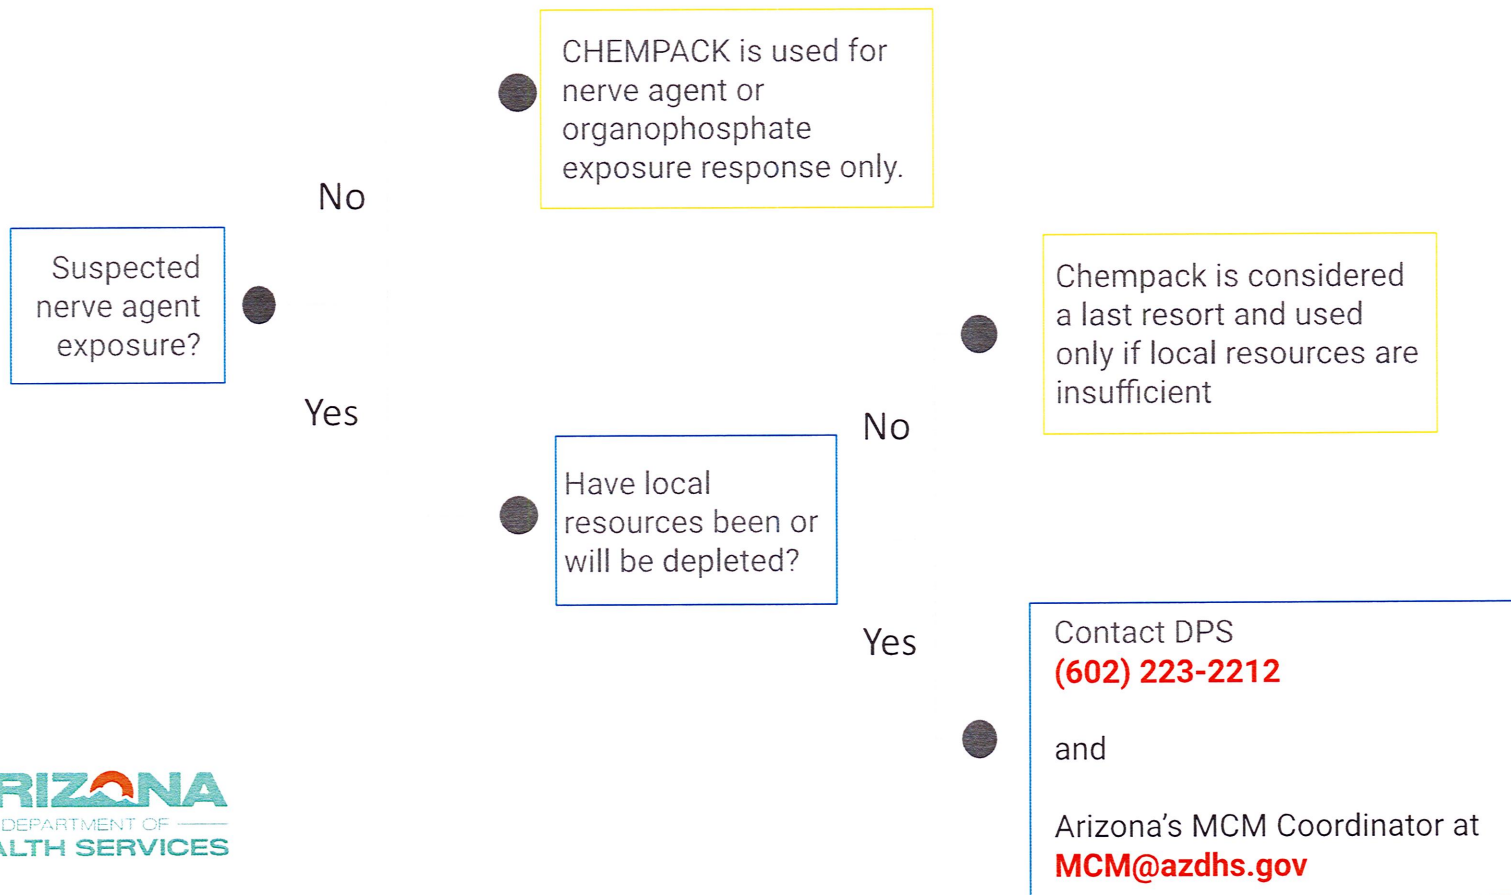 CHEMPACK is used for
nerve agent or
organophosphate
exposure response only.
No
Suspected
nerve agent
exposure?
Chempack is considered
a last resort and used
only if local resources are
insufficient
Yes
No
Have local
resources been or
will be depleted?
Yes
Contact DPS
(602) 223-2212
and
Arizona's MCM Coordinator at
MCM@azdhs.gov
RIZONA
DEPARTMENT OF
ALTH SERVICES